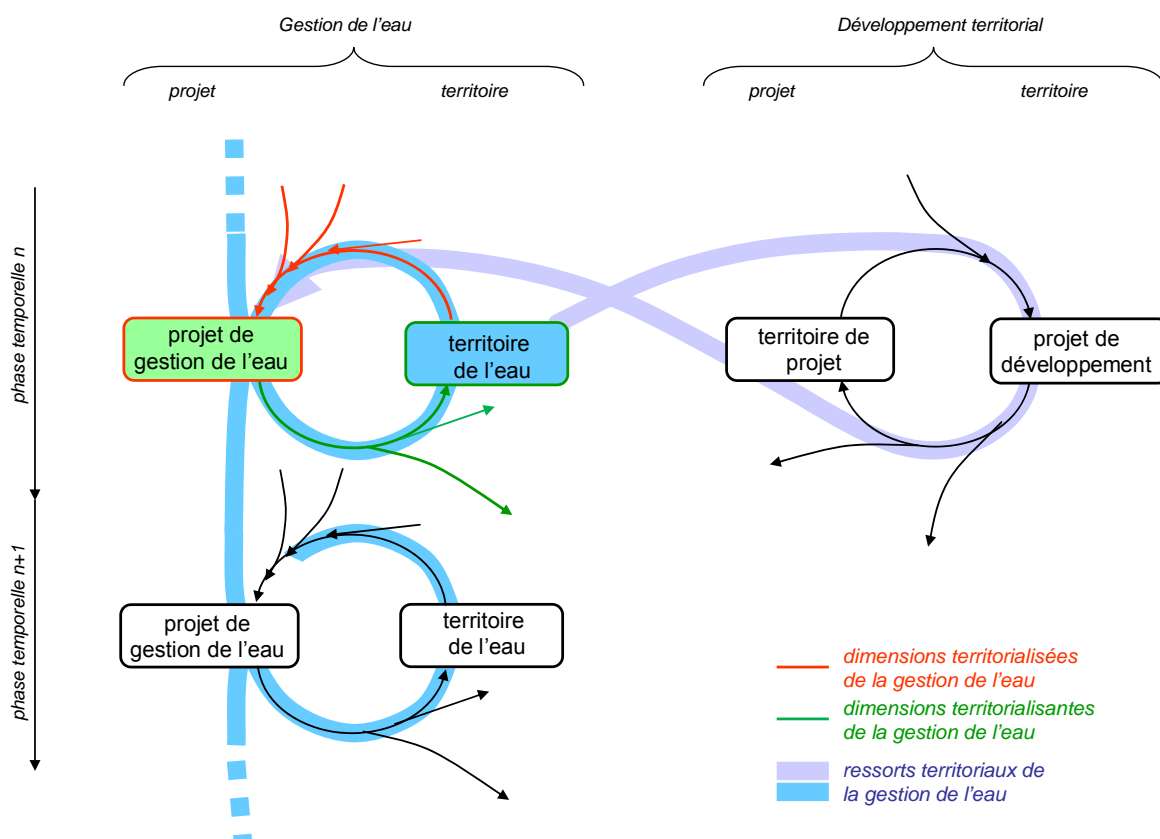 Gestion de l'eau
Développement territorial
projet
territoire
projet
territoire
phase temporelle n
projet de
gestion de l'eau
territoire
de l'eau
territoire de
projet
projet de
développement
phase temporelle n+1
projet de
gestion de l'eau
territoire
de l'eau
dimensions territorialisées
de la gestion de l'eau
dimensions territorialisantes
de la gestion de l'eau
ressorts territoriaux de
la gestion de l'eau